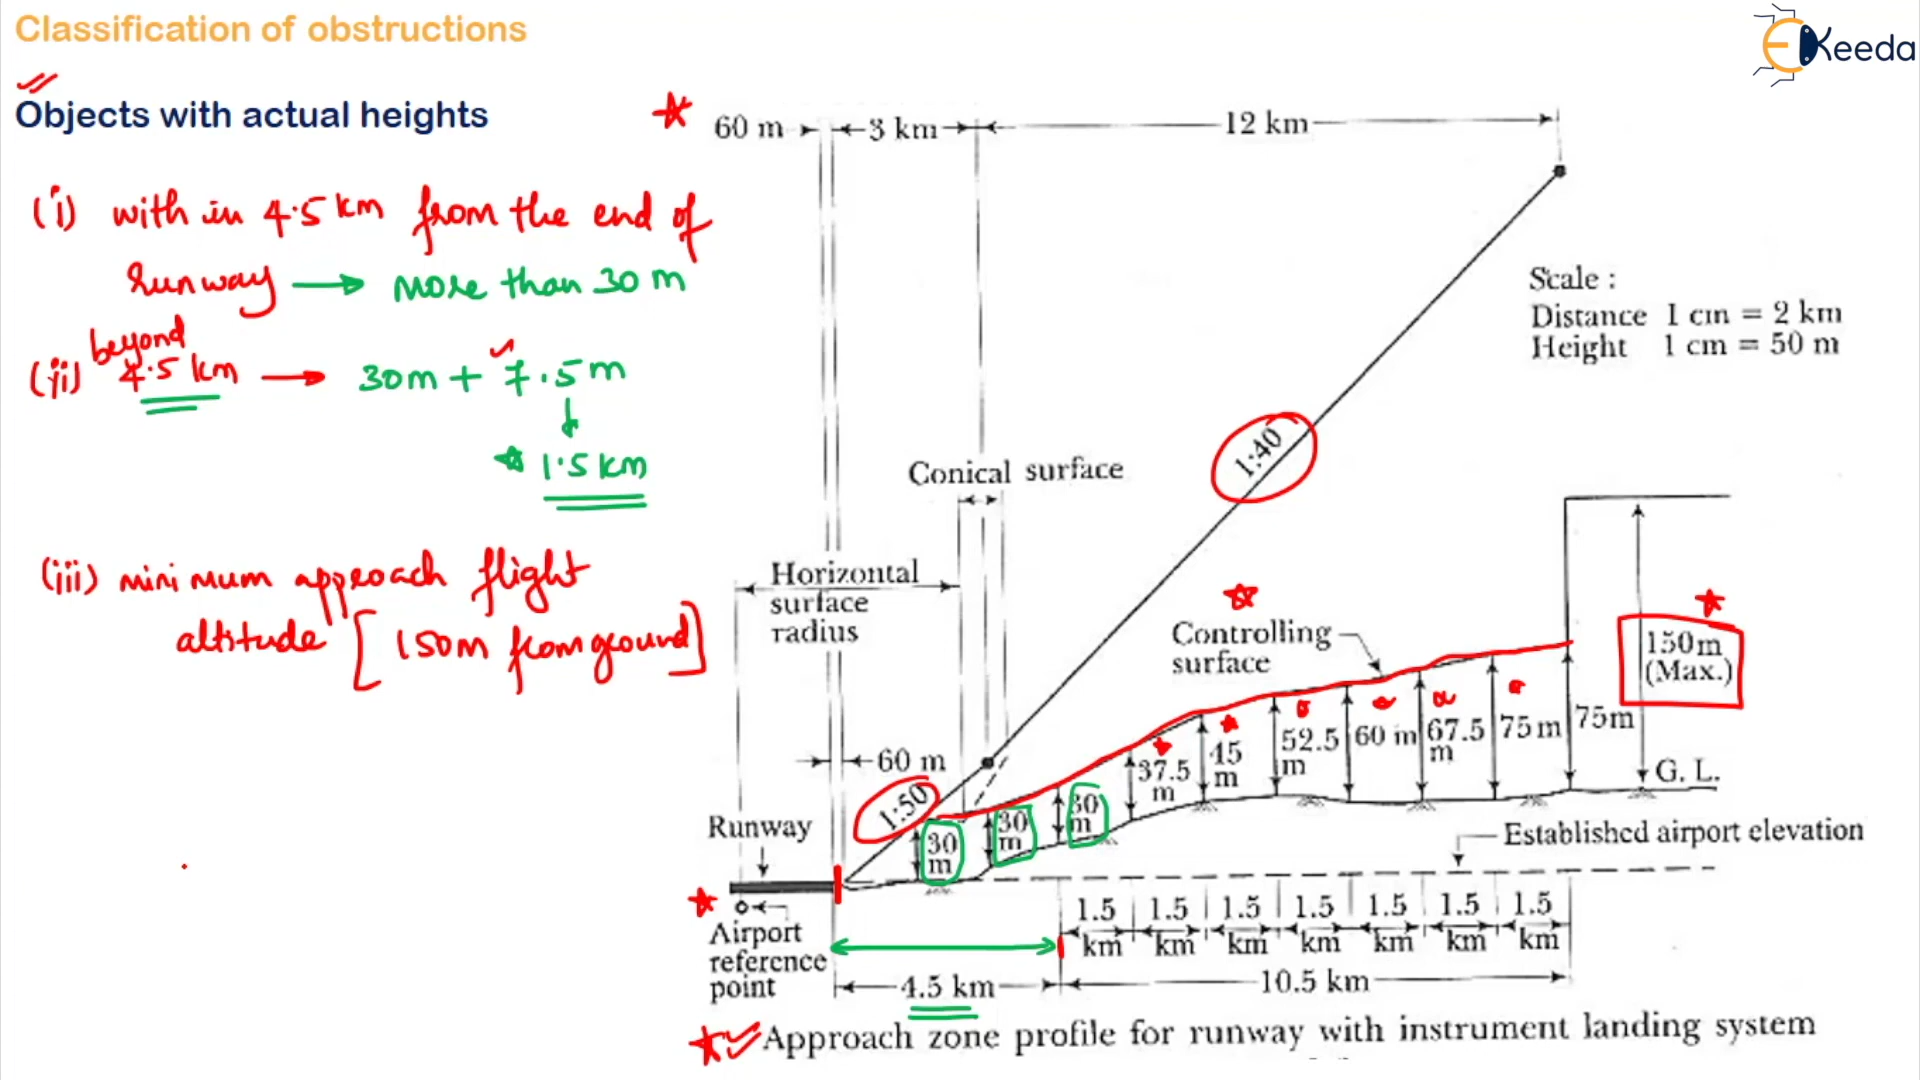 Classification of obstructions
EKeeda
Objects with actual heights
(i) with in 4.5 km from the end of
runway → more than 30 m
beyond
(ii) 4.5 km → 30m + 7.5m
1.5 km
(iii) minimum approach flight
altitude [150m from ground]
60 m
3 km
12 km
Scale :
Distance 1 cm = 2 km
Height 1 cm = 50 m
1:40
Conical surface
Horizontal
surface
radius
Controlling
surface
150m
(Max.)
60 m
1:50
Runway
30
m
30
m
30
m
37.5
m
45
m
52.5
m
60 m
67.5
m
75 m
75m
G. L.
Established airport elevation
Airport
reference
point
1.5 1.5 1.5 1.5 1.5 1.5 1.5
km km km km km km km
4.5 km
10.5 km
Approach zone profile for runway with instrument landing system